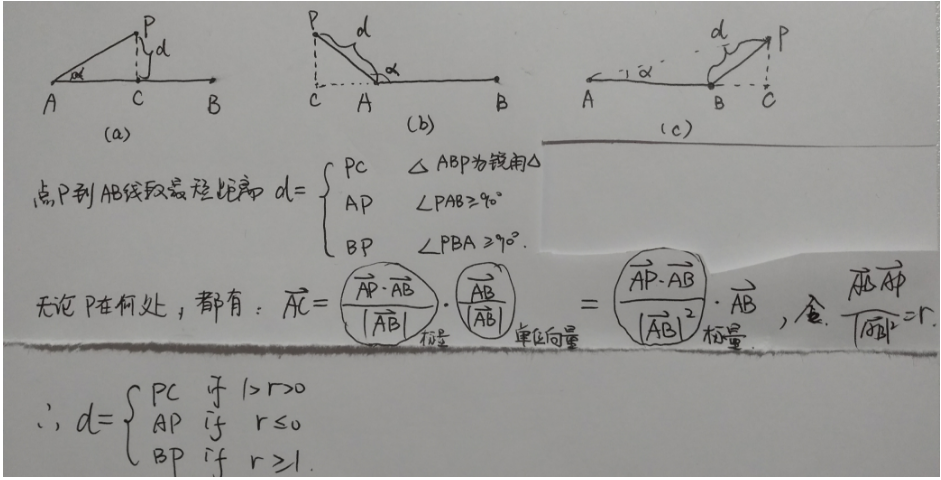 P d α A C B
(a)
P d α C A B
(b)
d P α A B C
(c)
点P到AB线段最短距离 d= { PC △ABP为锐角△
AP ∠PAB≥90°
BP ∠PBA≥90°.
无论P在何处,都有: AC→ = (AP→·AB→)/|AB→| · AB→/|AB→| = (AP→·AB→)/|AB→|² · AB→ , 令 (AB→ AP→)/|AB→|² = r.
标量 单位向量 标量
∴ d= { PC if 1>r>0
AP if r≤0
BP if r≥1.